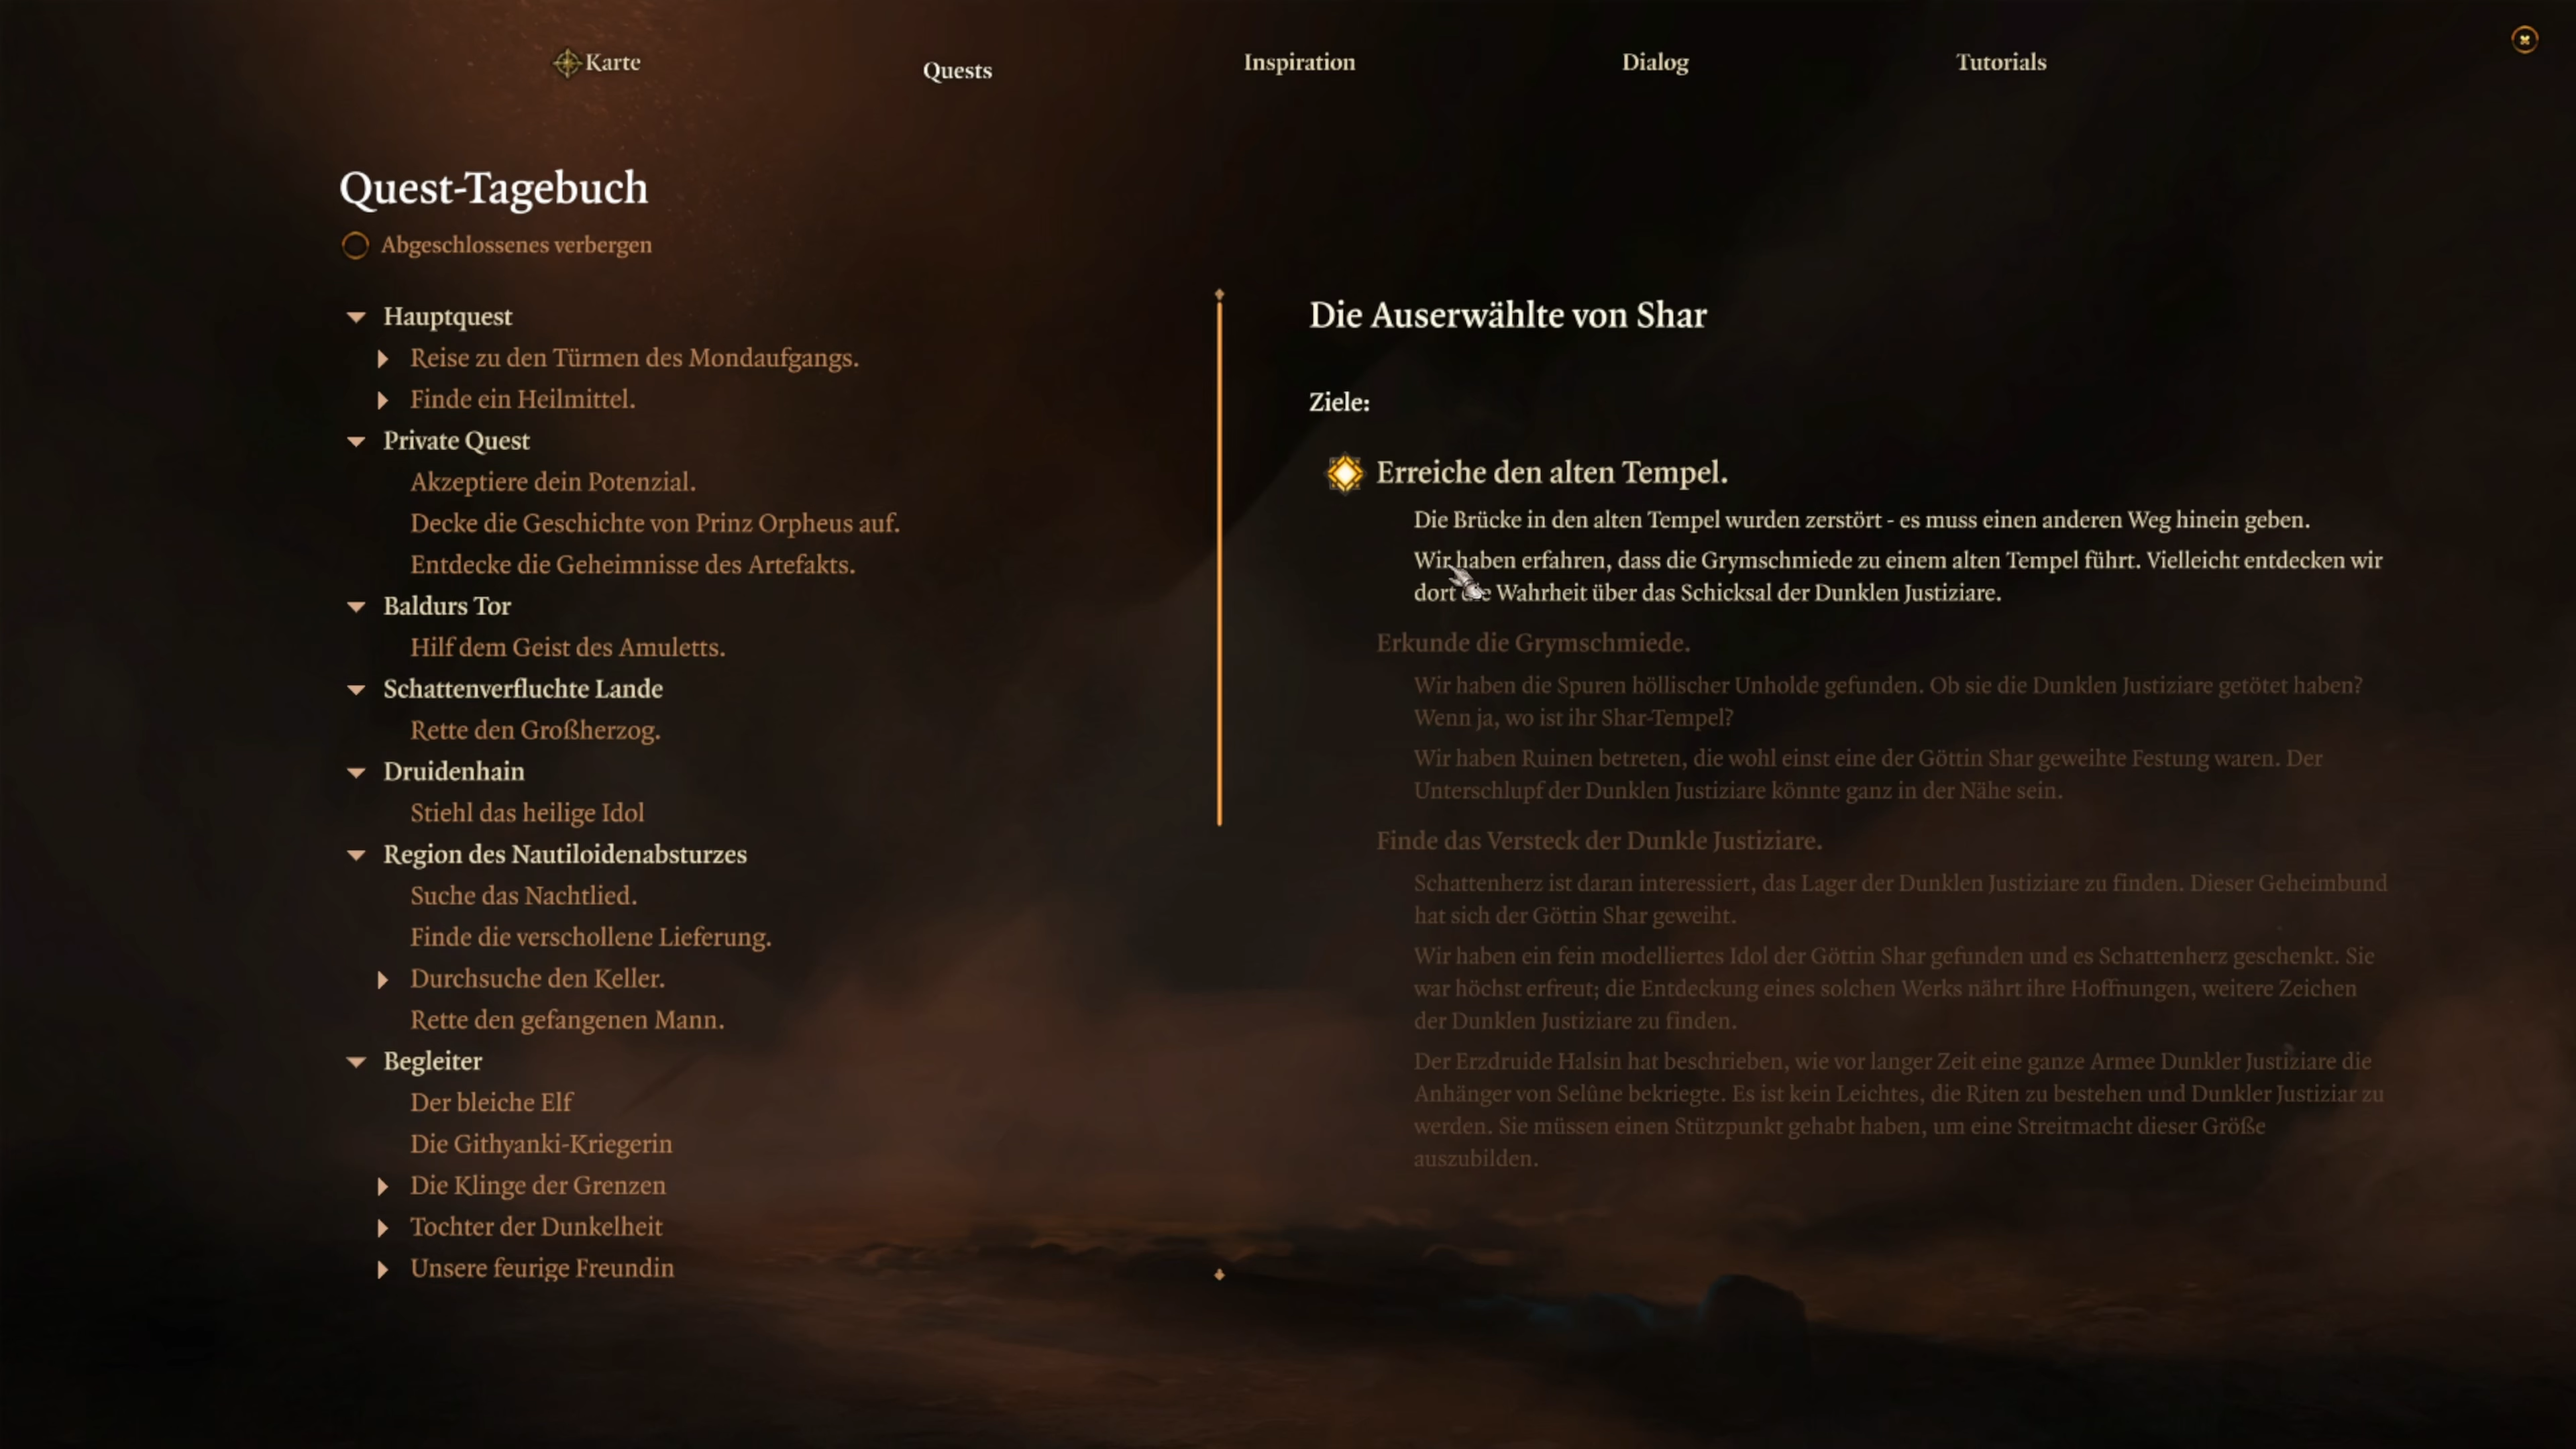 Karte
Quests
Inspiration
Dialog
Tutorials
Quest-Tagebuch
Abgeschlossenes verbergen
Hauptquest
Reise zu den Türmen des Mondaufgangs.
Finde ein Heilmittel.
Private Quest
Akzeptiere dein Potenzial.
Decke die Geschichte von Prinz Orpheus auf.
Entdecke die Geheimnisse des Artefakts.
Baldurs Tor
Hilf dem Geist des Amuletts.
Schattenverfluchte Lande
Rette den Großherzog.
Druidenhain
Stiehl das heilige Idol
Region des Nautiloidenabsturzes
Suche das Nachtlied.
Finde die verschollene Lieferung.
Durchsuche den Keller.
Rette den gefangenen Mann.
Begleiter
Der bleiche Elf
Die Githyanki-Kriegerin
Die Klinge der Grenzen
Tochter der Dunkelheit
Unsere feurige Freundin
Die Auserwählte von Shar
Ziele:
Erreiche den alten Tempel.
Die Brücke in den alten Tempel wurden zerstört - es muss einen anderen Weg hinein geben.
Wir haben erfahren, dass die Grymschmiede zu einem alten Tempel führt. Vielleicht entdecken wir
dort die Wahrheit über das Schicksal der Dunklen Justiziare.
Erkunde die Grymschmiede.
Wir haben die Spuren höllischer Unholde gefunden. Ob sie die Dunklen Justiziare getötet haben?
Wenn ja, wo ist ihr Shar-Tempel?
Wir haben Ruinen betreten, die wohl einst eine der Göttin Shar geweihte Festung waren. Der
Unterschlupf der Dunklen Justiziare könnte ganz in der Nähe sein.
Finde das Versteck der Dunkle Justiziare.
Schattenherz ist daran interessiert, das Lager der Dunklen Justiziare zu finden. Dieser Geheimbund
hat sich der Göttin Shar geweiht.
Wir haben ein fein modelliertes Idol der Göttin Shar gefunden und es Schattenherz geschenkt. Sie
war höchst erfreut; die Entdeckung eines solchen Werks nährt ihre Hoffnungen, weitere Zeichen
der Dunklen Justiziare zu finden.
Der Erzdruide Halsin hat beschrieben, wie vor langer Zeit eine ganze Armee Dunkler Justiziare die
Anhänger von Selûne bekriegte. Es ist kein Leichtes, die Riten zu bestehen und Dunkler Justiziar zu
werden. Sie müssen einen Stützpunkt gehabt haben, um eine Streitmacht dieser Größe
auszubilden.